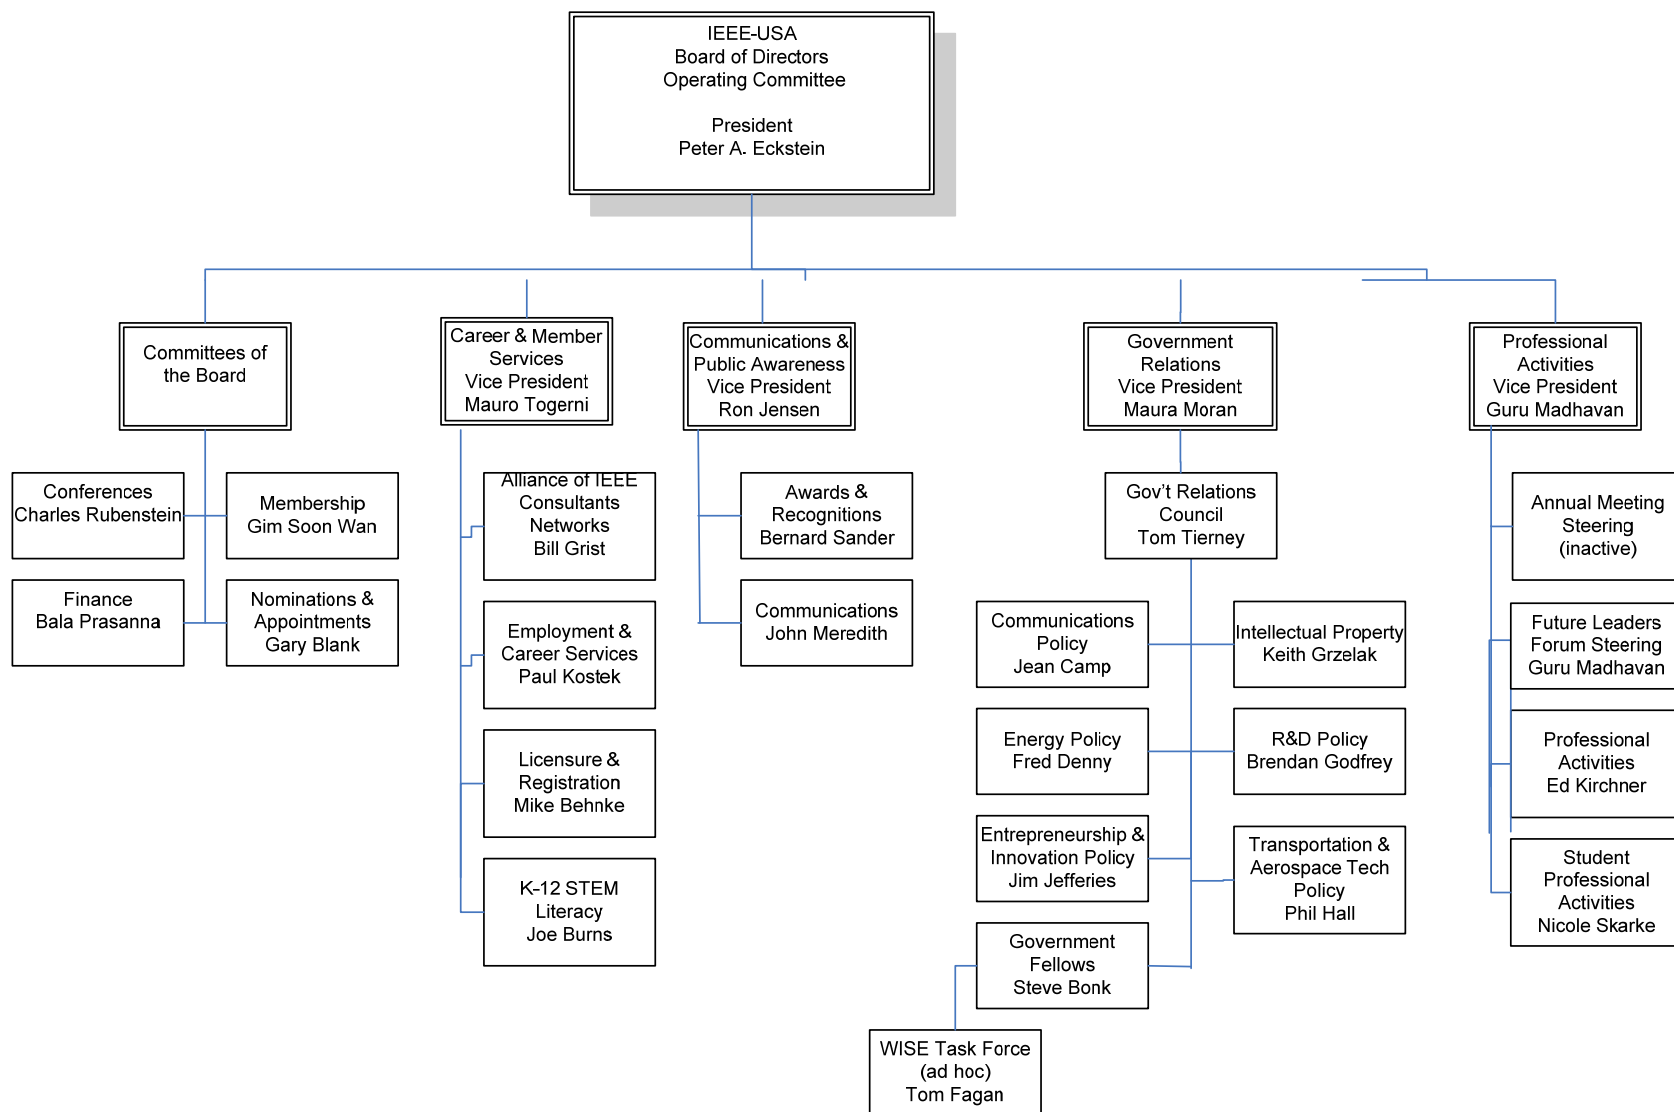 IEEE-USA
Board of Directors
Operating Committee
President
Peter A. Eckstein
Committees of
the Board
Career & Member
Services
Vice President
Mauro Togerni
Communications &
Public Awareness
Vice President
Ron Jensen
Government
Relations
Vice President
Maura Moran
Professional
Activities
Vice President
Guru Madhavan
Conferences
Charles Rubenstein
Membership
Gim Soon Wan
Finance
Bala Prasanna
Nominations &
Appointments
Gary Blank
Alliance of IEEE
Consultants
Networks
Bill Grist
Employment &
Career Services
Paul Kostek
Licensure &
Registration
Mike Behnke
K-12 STEM
Literacy
Joe Burns
Awards &
Recognitions
Bernard Sander
Communications
John Meredith
Gov't Relations
Council
Tom Tierney
Communications
Policy
Jean Camp
Intellectual Property
Keith Grzelak
Energy Policy
Fred Denny
R&D Policy
Brendan Godfrey
Entrepreneurship &
Innovation Policy
Jim Jefferies
Transportation &
Aerospace Tech
Policy
Phil Hall
Government
Fellows
Steve Bonk
WISE Task Force
(ad hoc)
Tom Fagan
Annual Meeting
Steering
(inactive)
Future Leaders
Forum Steering
Guru Madhavan
Professional
Activities
Ed Kirchner
Student
Professional
Activities
Nicole Skarke